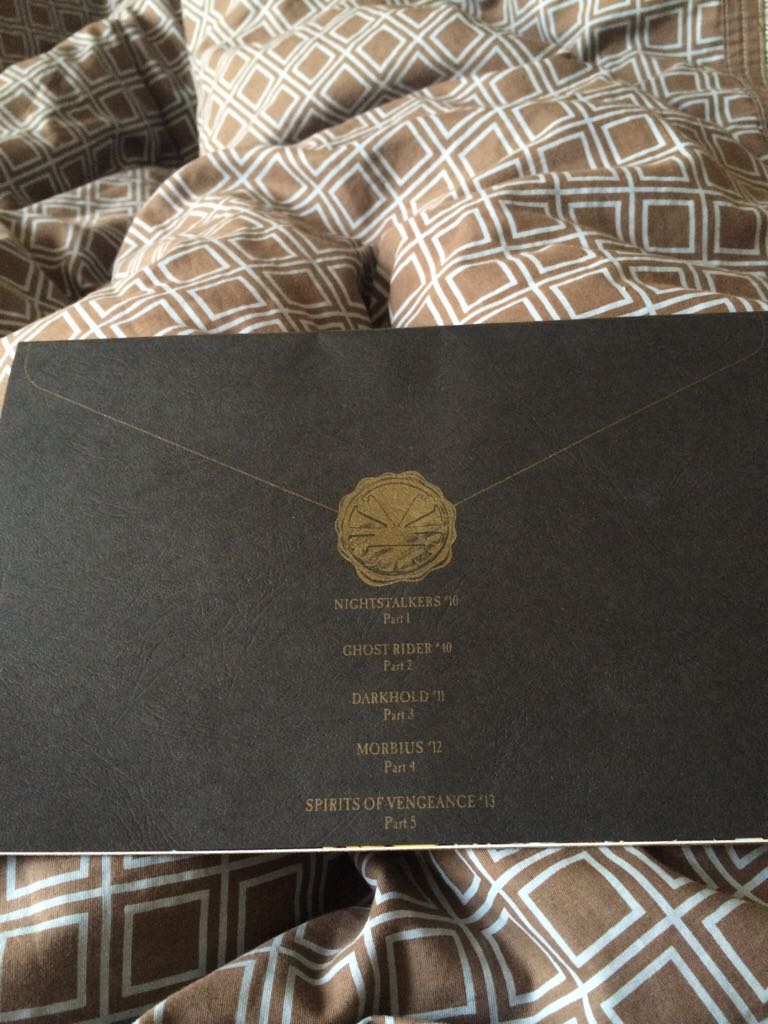 NIGHTSTALKERS #10
Part 1
GHOST RIDER #40
Part 2
DARKHOLD #11
Part 3
MORBIUS #12
Part 4
SPIRITS OF VENGEANCE #13
Part 5